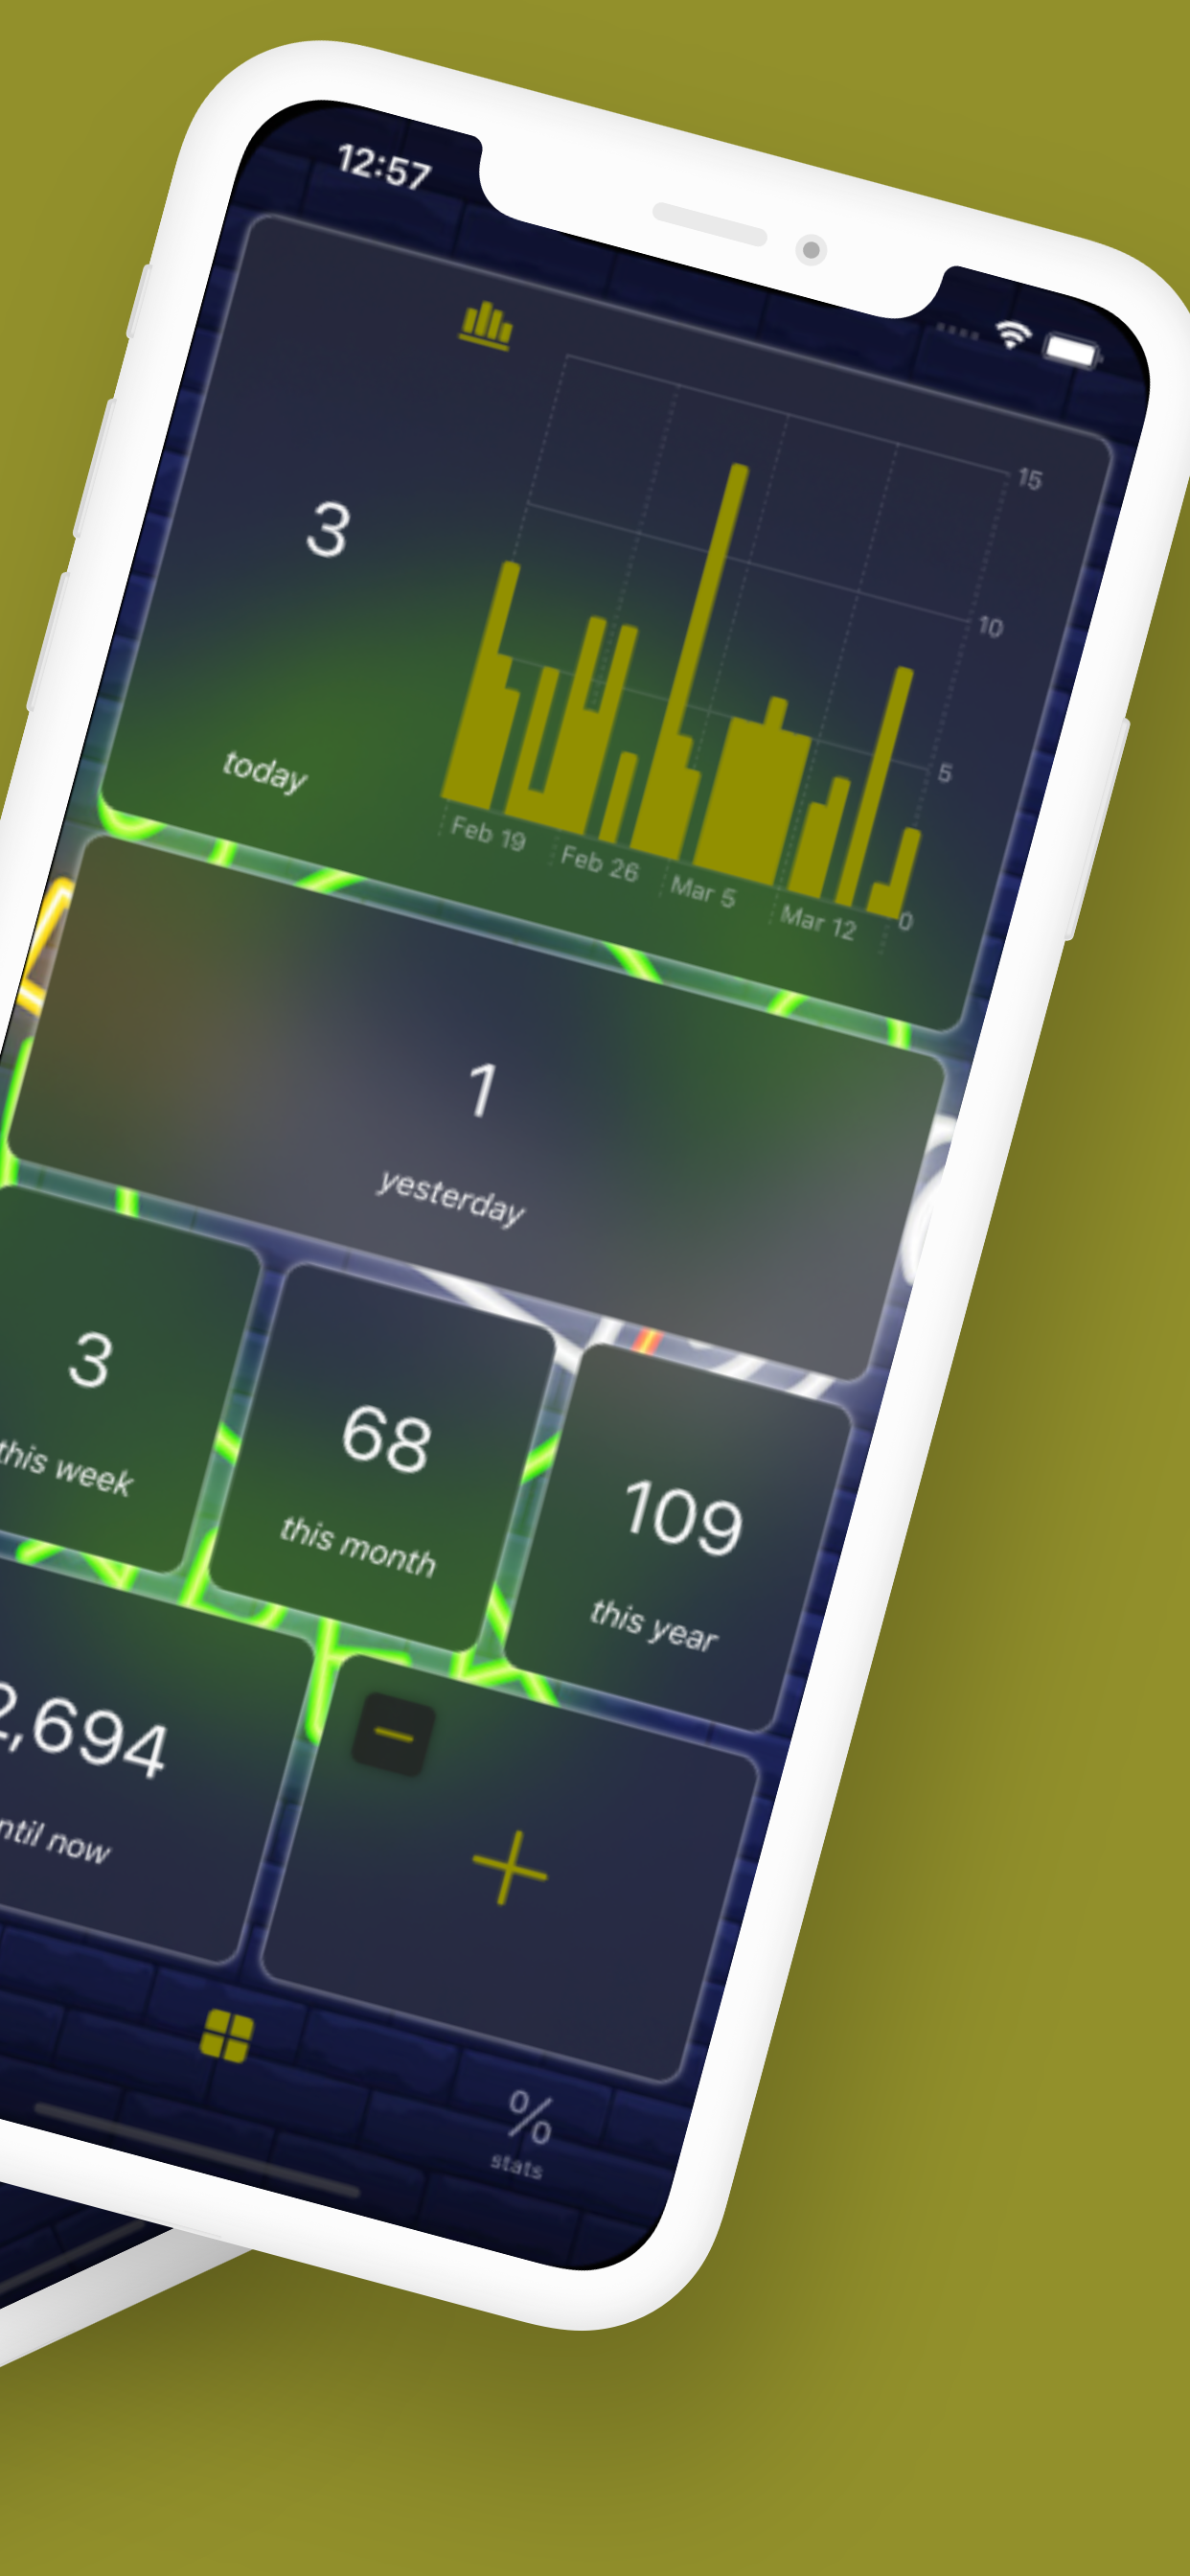 12:57
15
10
5
0
Feb 19
Feb 26
Mar 5
Mar 12
3
today
1
yesterday
3
this week
68
this month
109
this year
2,694
ntil now
%
stats